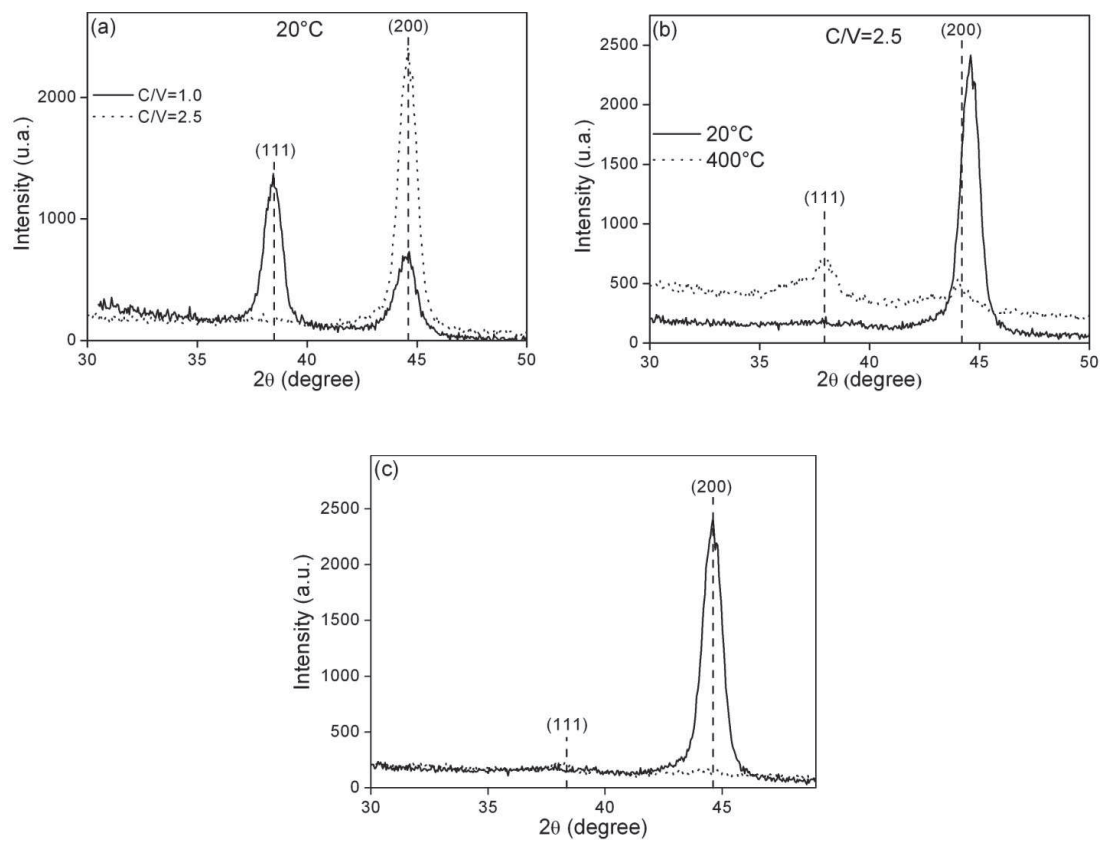 (a)
20°C
(200)
C/V=1.0
C/V=2.5
(111)
2000
1000
0
Intensity (u.a.)
30
35
40
45
50
2θ (degree)
(b)
C/V=2.5
(200)
20°C
400°C
(111)
2500
2000
1500
1000
500
0
Intensity (u.a.)
30
35
40
45
50
2θ (degree)
(c)
(200)
(111)
2500
2000
1500
1000
500
0
Intensity (a.u.)
30
35
40
45
2θ (degree)